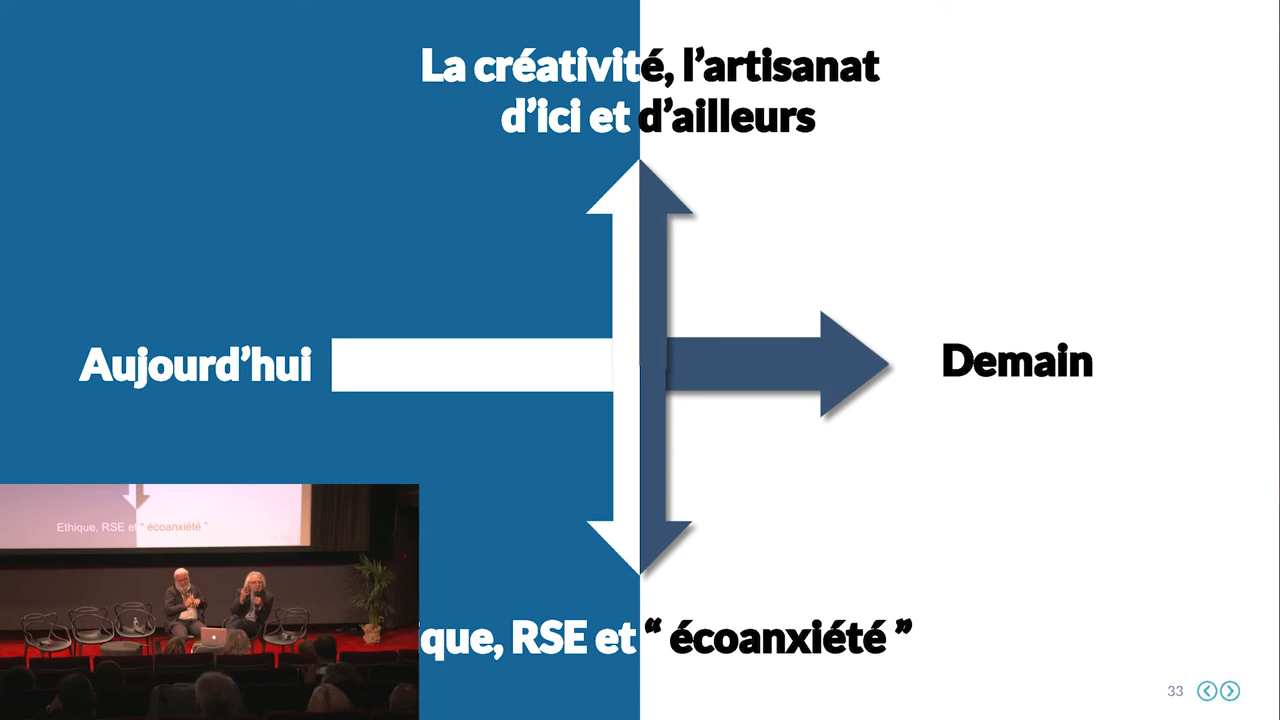 La créativité, l’artisanat
d’ici et d’ailleurs
Aujourd’hui
Demain
Ethique, RSE et “ écoanxiété ”
que, RSE et “ écoanxiété ”
33